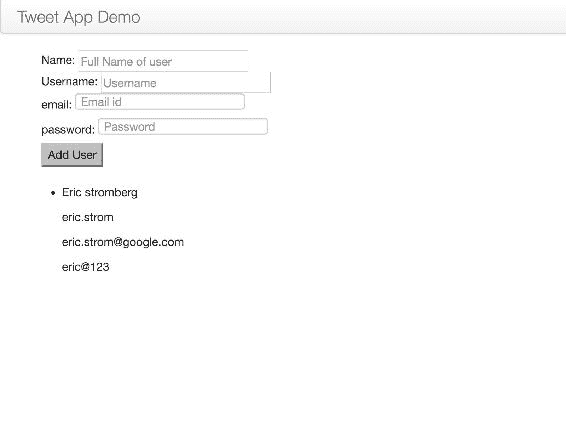 Tweet App Demo
Name: Full Name of user
Username: Username
email: Email id
password: Password
Add User
• Eric stromberg
eric.strom
eric.strom@google.com
eric@123